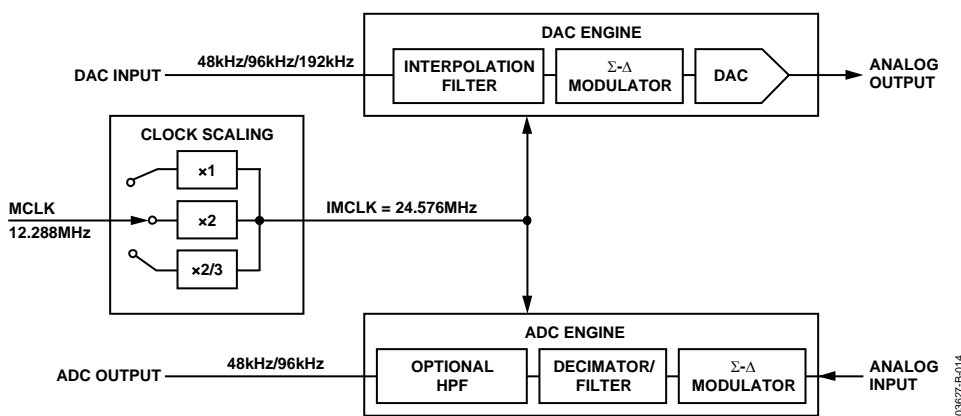 DAC ENGINE
48kHz/96kHz/192kHz
DAC INPUT
INTERPOLATION
FILTER
Σ-Δ
MODULATOR
DAC
ANALOG
OUTPUT
CLOCK SCALING
×1
MCLK
12.288MHz
×2
IMCLK = 24.576MHz
×2/3
ADC ENGINE
48kHz/96kHz
ADC OUTPUT
OPTIONAL
HPF
DECIMATOR/
FILTER
Σ-Δ
MODULATOR
ANALOG
INPUT
03627-B-014